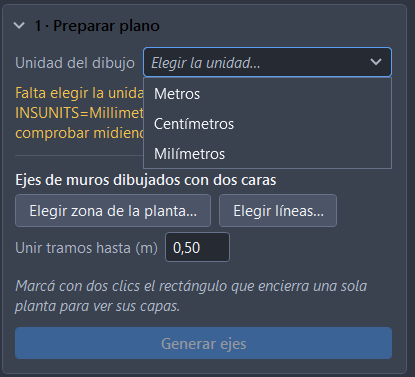 1 · Preparar plano
Unidad del dibujo
Elegir la unidad...
Metros
Centímetros
Milímetros
Falta elegir la unida
INSUNITS=Millimet
comprobar midien
Ejes de muros dibujados con dos caras
Elegir zona de la planta...
Elegir líneas...
Unir tramos hasta (m)
0,50
Marcá con dos clics el rectángulo que encierra una sola
planta para ver sus capas.
Generar ejes